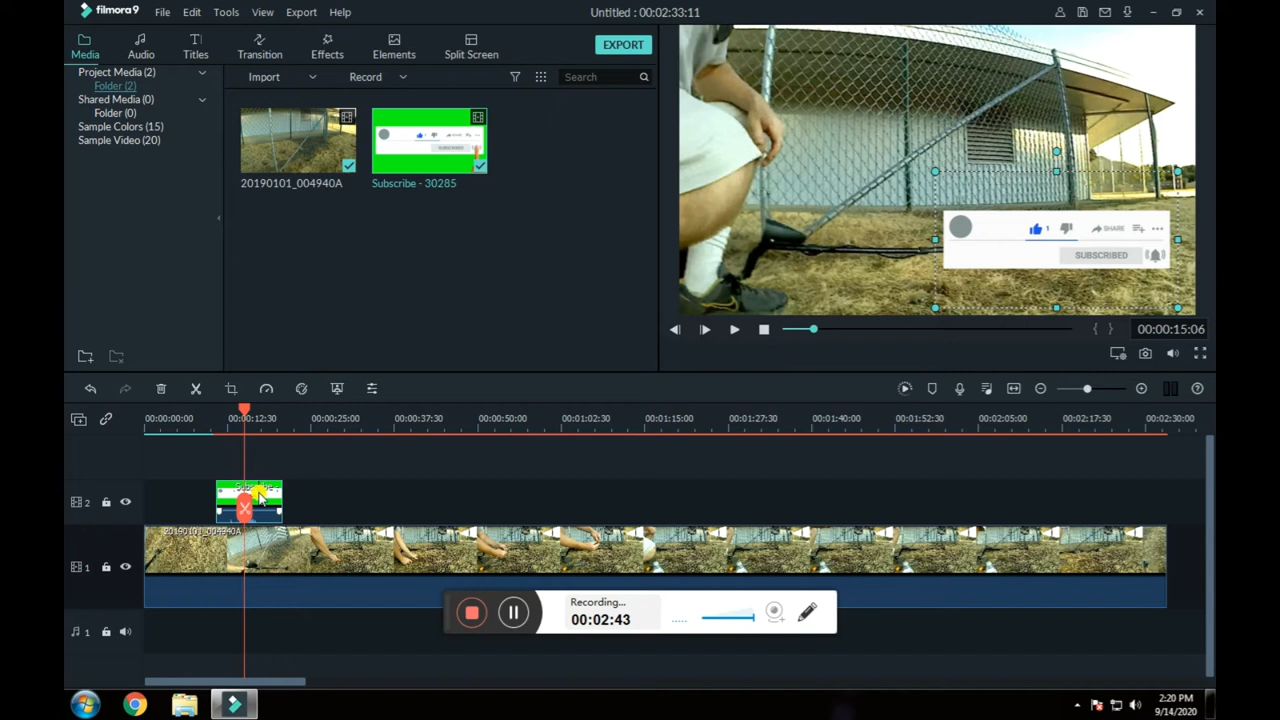 filmora9 File Edit Tools View Export Help Untitled : 00:02:33:11
Media Audio Titles Transition Effects Elements Split Screen EXPORT
Project Media (2)
Folder (2)
Shared Media (0)
Folder (0)
Sample Colors (15)
Sample Video (20)
Import Record Search
SUBSCRIBED
20190101_004940A Subscribe - 30285
1 SHARE
SUBSCRIBED
00:00:15:06
00:00:00:00 00:00:12:30 00:00:25:00 00:00:37:30 00:00:50:00 00:01:02:30 00:01:15:00 00:01:27:30 00:01:40:00 00:01:52:30 00:02:05:00 00:02:17:30 00:02:30:00
2
20190101_004940A
1
Recording...
00:02:43
1
2:20 PM
9/14/2020